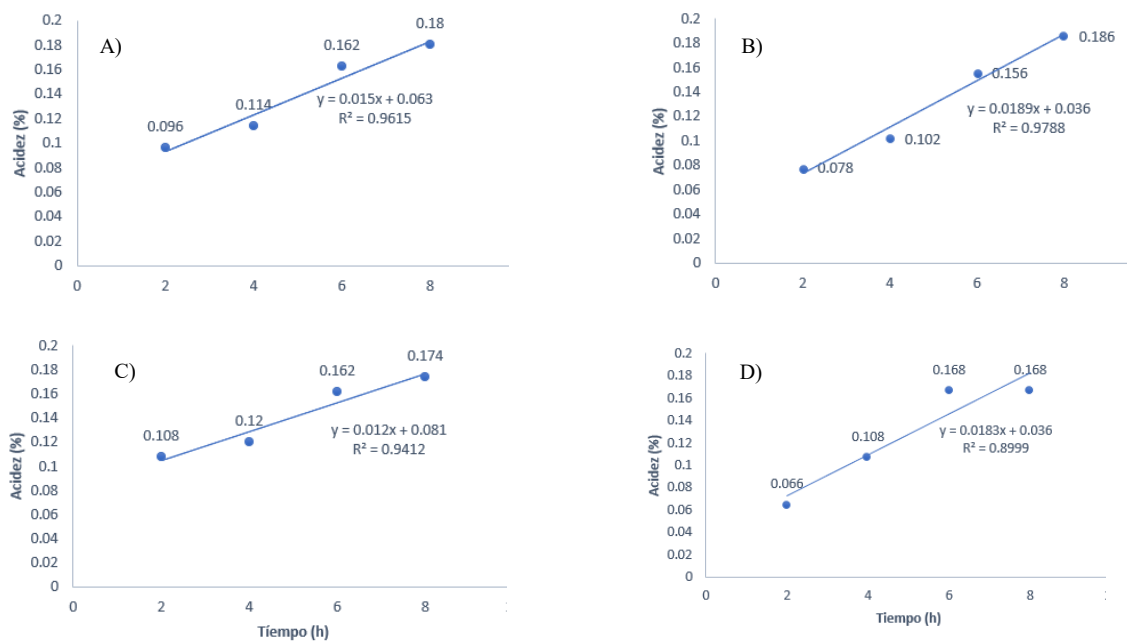 A)
0.2
0.18
0.16
0.14
0.12
0.1
0.08
0.06
0.04
0.02
0
Acidez (%)
0.096
0.114
0.162
0.18
y = 0.015x + 0.063
R² = 0.9615
0 2 4 6 8
B)
0.2
0.18
0.16
0.14
0.12
0.1
0.08
0.06
0.04
0.02
0
Acidez (%)
0.078
0.102
0.156
0.186
y = 0.0189x + 0.036
R² = 0.9788
0 2 4 6 8
C)
0.2
0.18
0.16
0.14
0.12
0.10
0.08
0.06
0.04
0.02
0
Acidez (%)
0.108
0.12
0.162
0.174
y = 0.012x + 0.081
R² = 0.9412
0 2 4 6 8
Tíempo (h)
D)
0.2
0.18
0.16
0.14
0.12
0.1
0.08
0.06
0.04
0.02
0
Acidez (%)
0.066
0.108
0.168
0.168
y = 0.0183x + 0.036
R² = 0.8999
0 2 4 6 8
Tiempo (h)